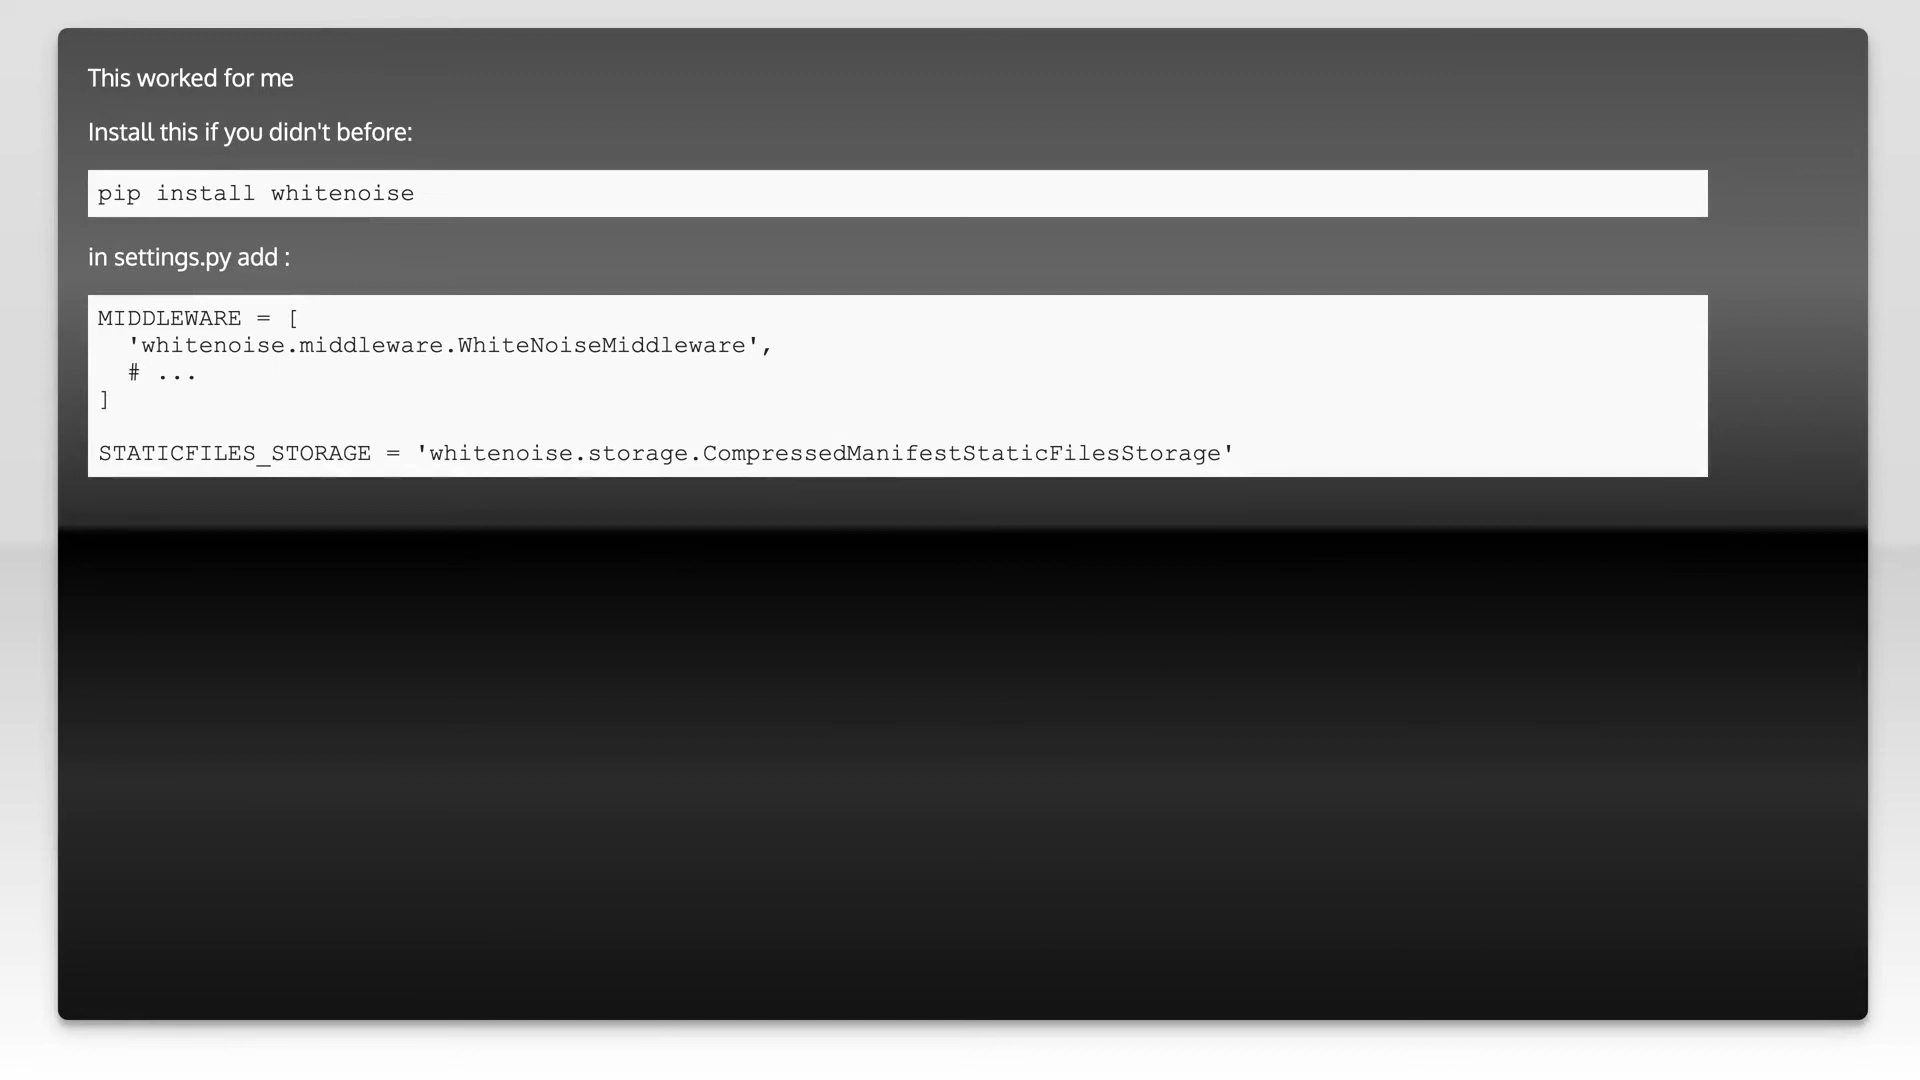 This worked for me
Install this if you didn't before:
pip install whitenoise
in settings.py add :
MIDDLEWARE = [
  'whitenoise.middleware.WhiteNoiseMiddleware',
  # ...
]
STATICFILES_STORAGE = 'whitenoise.storage.CompressedManifestStaticFilesStorage'